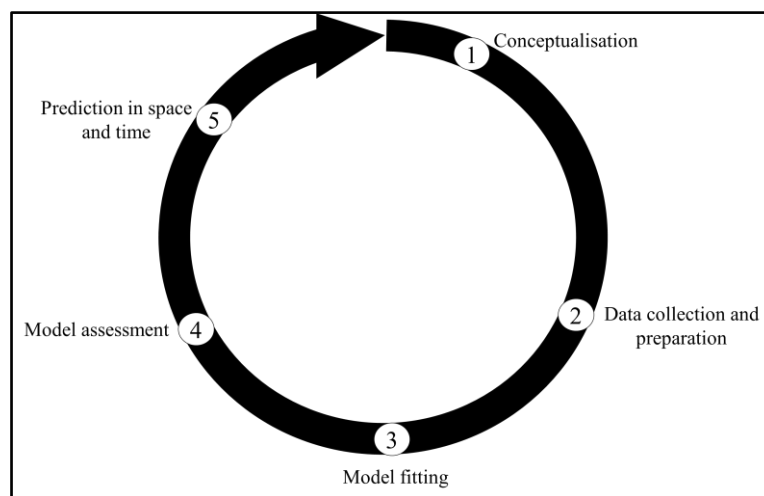 1
Conceptualisation
2
Data collection and
preparation
3
Model fitting
4
Model assessment
5
Prediction in space
and time